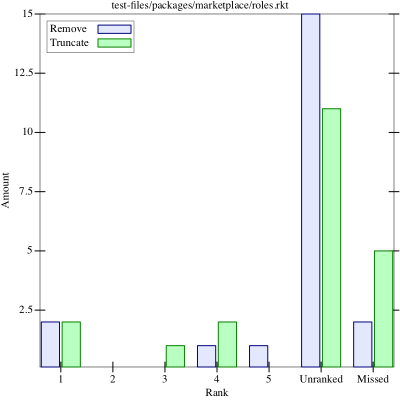 test-files/packages/marketplace/roles.rkt
Remove
Truncate
15
12.5
10
7.5
5
2.5
Amount
1 2 3 4 5 Unranked Missed
Rank